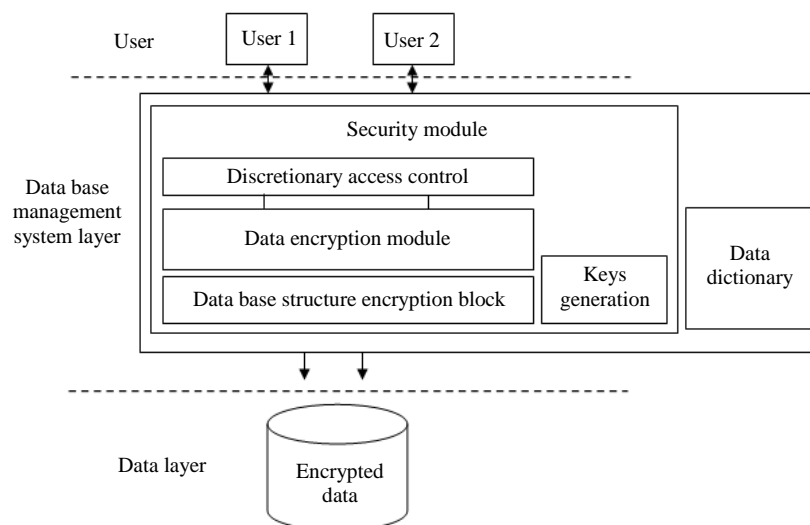 User
User 1
User 2
Security module
Discretionary access control
Data base
management
system layer
Data encryption module
Data
dictionary
Keys
generation
Data base structure encryption block
Data layer
Encrypted
data